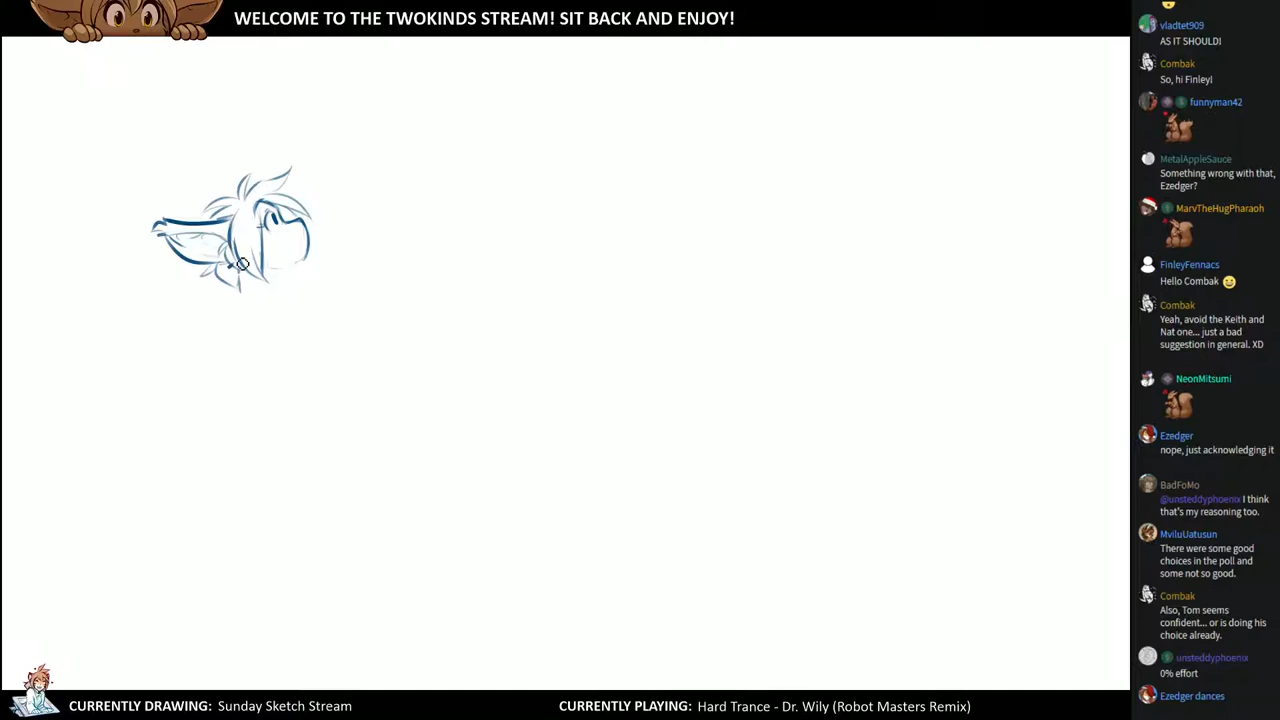 WELCOME TO THE TWOKINDS STREAM! SIT BACK AND ENJOY!
vladtet909
AS IT SHOULD!
Combak
So, hi Finley!
funnyman42
MetalAppleSauce
Something wrong with that,
Ezedger?
MarvTheHugPharaoh
FinleyFennacs
Hello Combak
Combak
Yeah, avoid the Keith and
Nat one... just a bad
suggestion in general. XD
NeonMitsumi
Ezedger
nope, just acknowledging it
BadFoMo
@unsteddyphoenix I think
that's my reasoning too.
MviluUatusun
There were some good
choices in the poll and
some not so good.
Combak
Also, Tom seems
confident... or is doing his
choice already.
unsteddyphoenix
0% effort
Ezedger dances
CURRENTLY DRAWING: Sunday Sketch Stream
CURRENTLY PLAYING: Hard Trance - Dr. Wily (Robot Masters Remix)